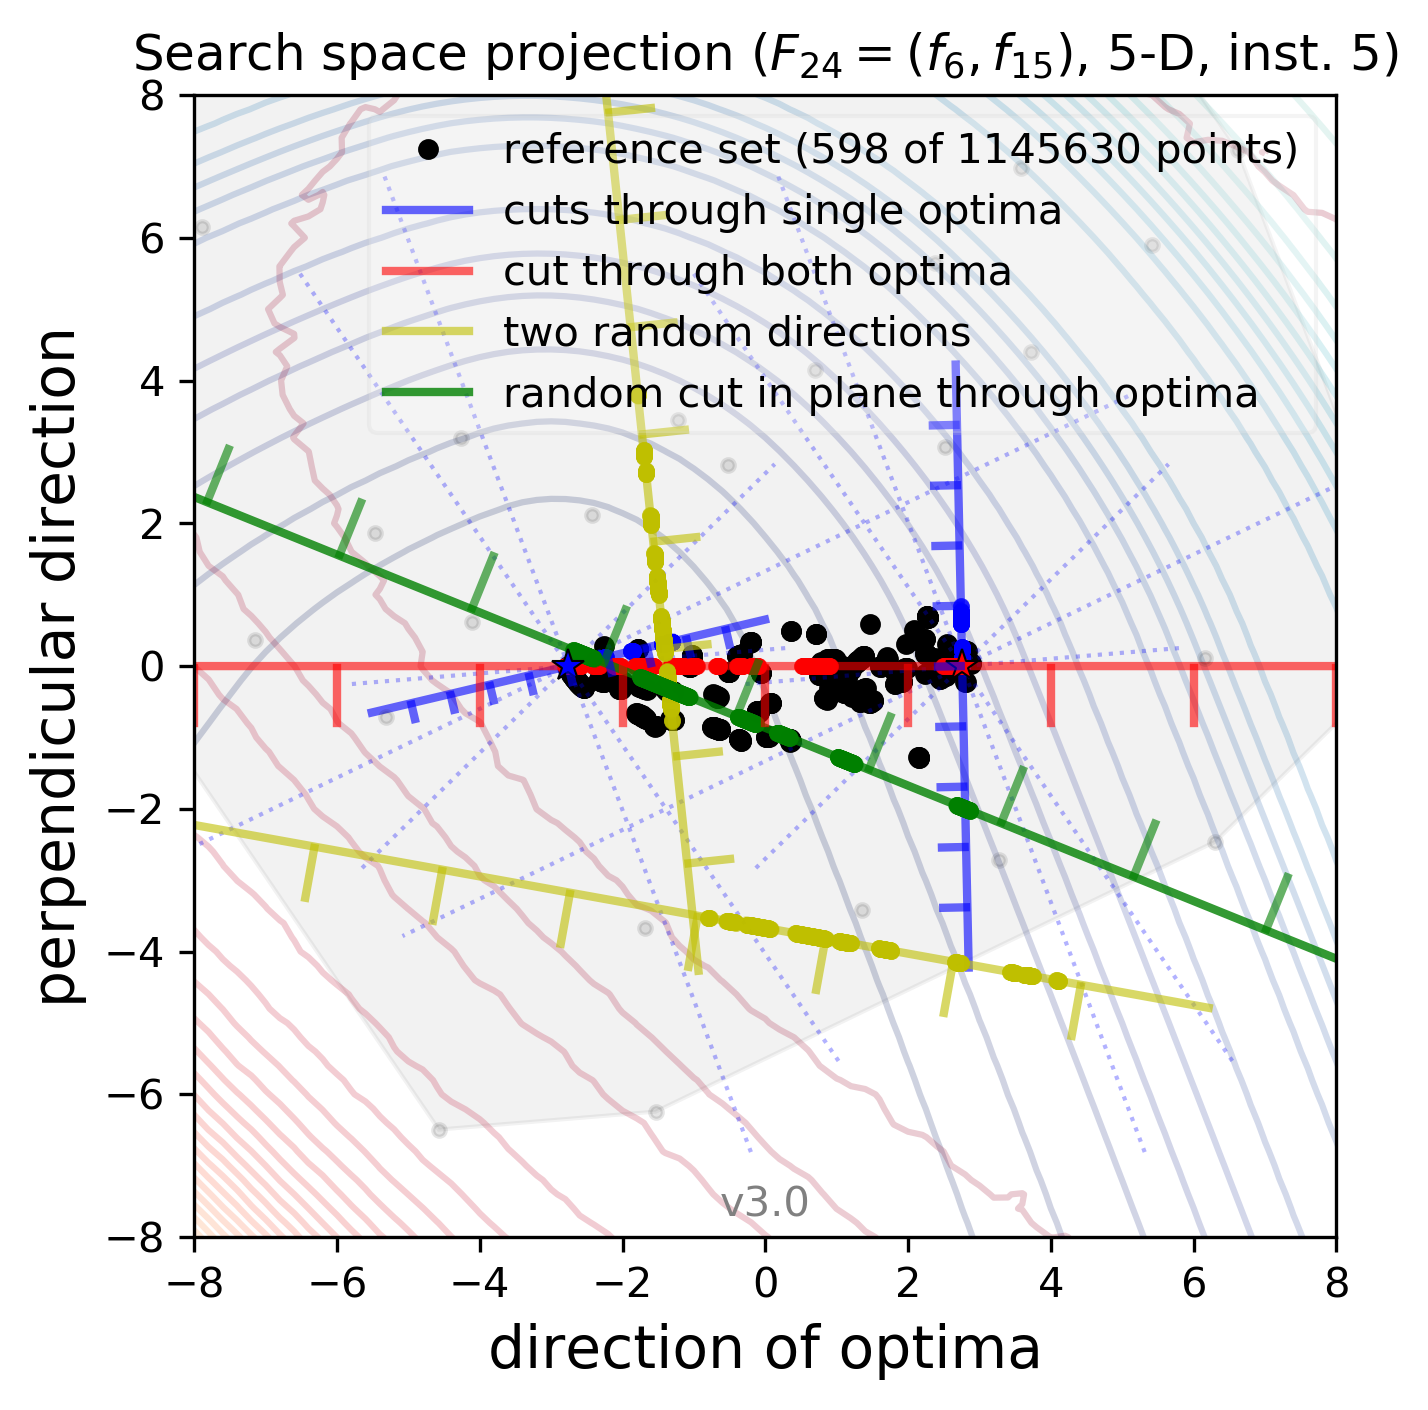 Search space projection (F₂₄ = (f₆, f₁₅), 5-D, inst. 5)
reference set (598 of 1145630 points)
cuts through single optima
cut through both optima
two random directions
random cut in plane through optima
perpendicular direction
8
6
4
2
0
−2
−4
−6
−8
v3.0
−8 −6 −4 −2 0 2 4 6 8
direction of optima